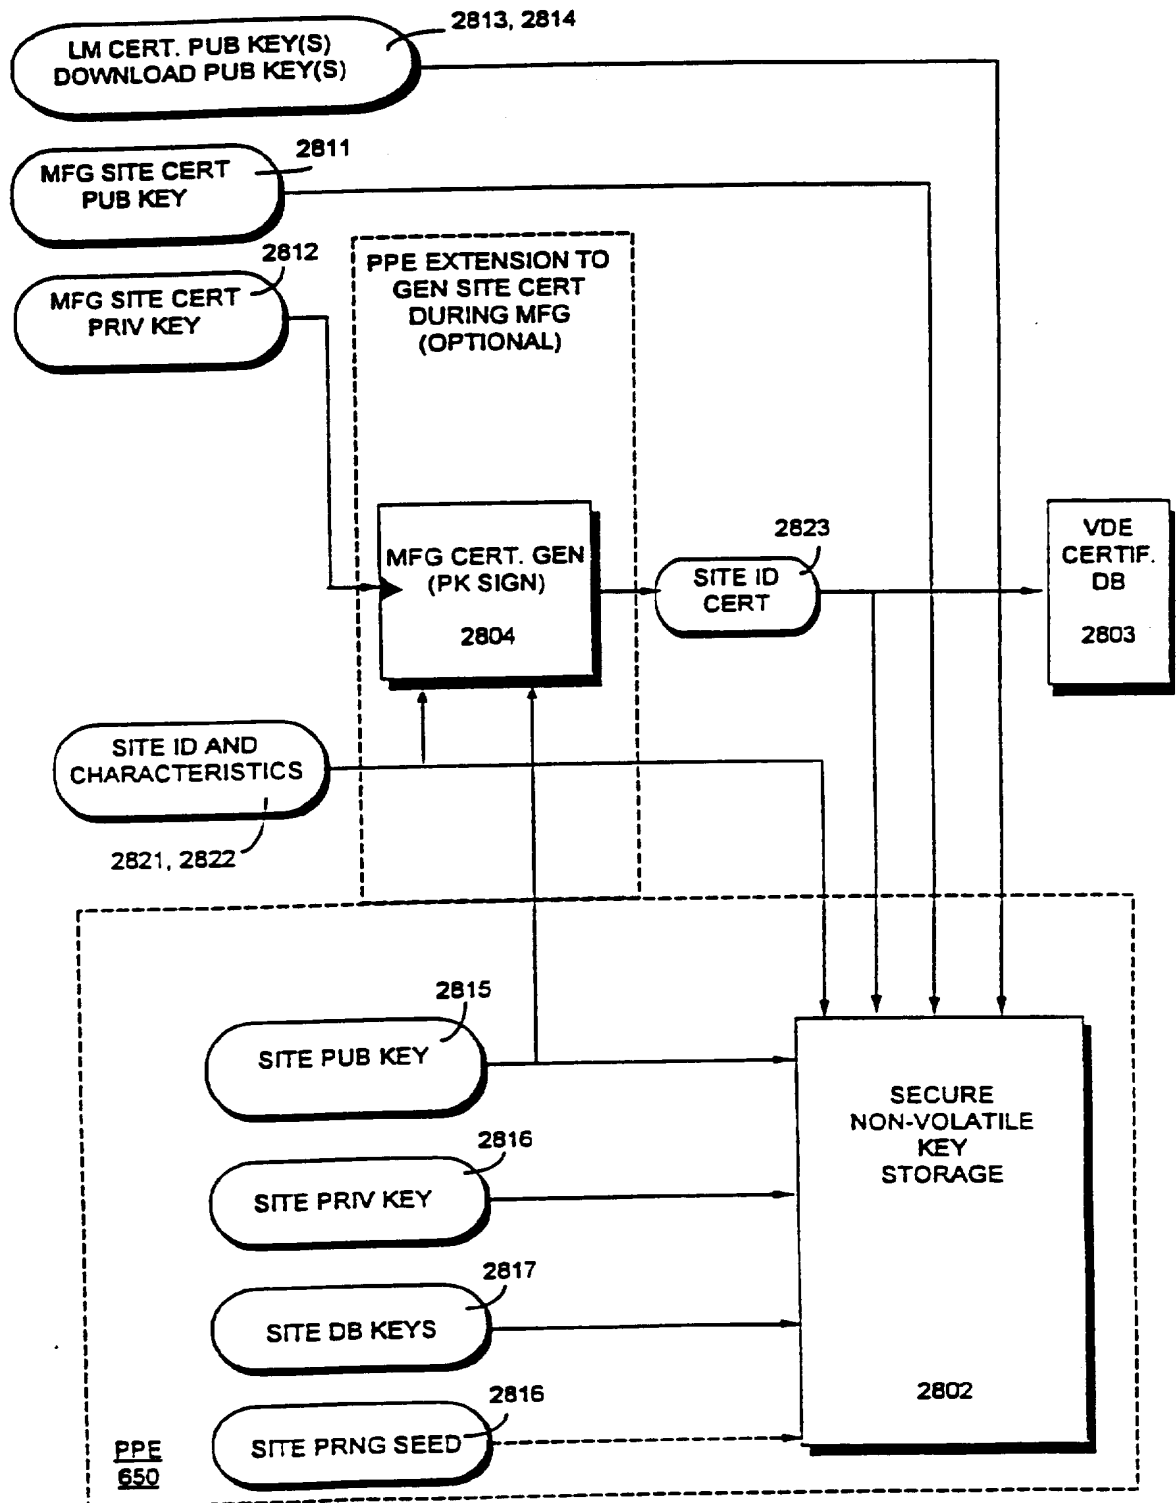 2813, 2814
LM CERT. PUB KEY(S)
DOWNLOAD PUB KEY(S)
2811
MFG SITE CERT
PUB KEY
2812
MFG SITE CERT
PRIV KEY
PPE EXTENSION TO
GEN SITE CERT
DURING MFG
(OPTIONAL)
MFG CERT. GEN
(PK SIGN)
2804
2823
SITE ID
CERT
VDE
CERTIF.
DB
2803
SITE ID AND
CHARACTERISTICS
2821, 2822
2815
SITE PUB KEY
2816
SITE PRIV KEY
2817
SITE DB KEYS
2816
SITE PRNG SEED
SECURE
NON-VOLATILE
KEY
STORAGE
2802
PPE
650